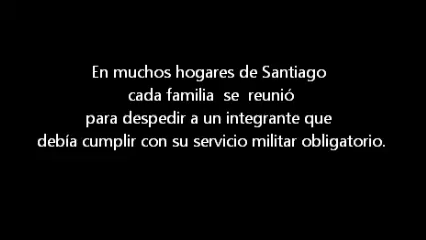 En muchos hogares de Santiago
cada familia se reunió
para despedir a un integrante que
debía cumplir con su servicio militar obligatorio.